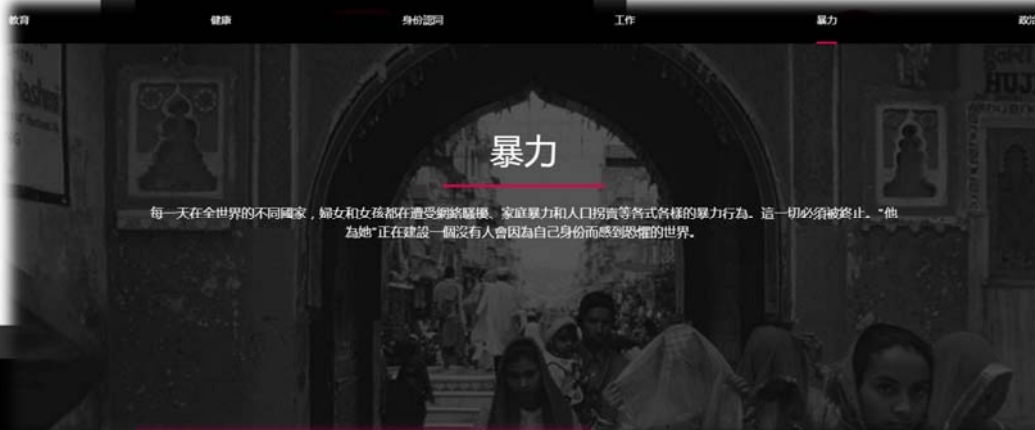 教育 健康 身份認同 工作 暴力 政治
暴力
每一天在全世界的不同國家，婦女和女孩都在遭受網絡騷擾、家庭暴力和人口拐賣等各式各樣的暴力行為。這一切必須被終止。“他
為她”正在建設一個沒有人會因為自己身份而感到恐懼的世界。
HUJ